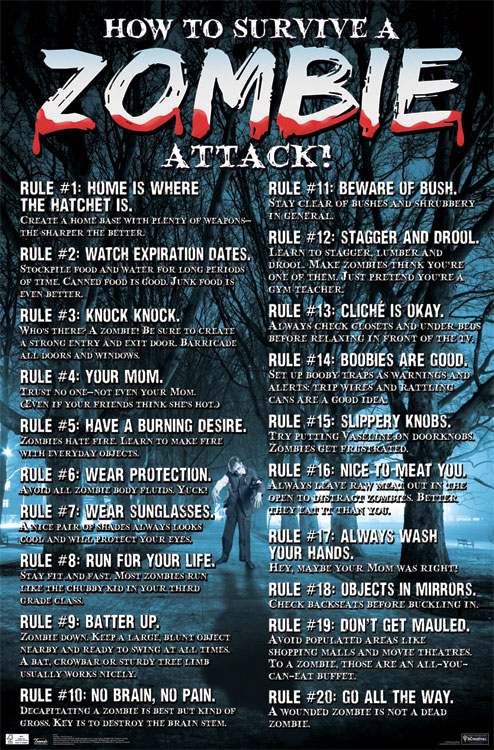 HOW TO SURVIVE A
ZOMBIE
ATTACK!
RULE #1: HOME IS WHERE
THE HATCHET IS.
CREATE A HOME BASE WITH PLENTY OF WEAPONS—
THE SHARPER THE BETTER.
RULE #2: WATCH EXPIRATION DATES.
STOCKPILE FOOD AND WATER FOR LONG PERIODS
OF TIME. CANNED FOOD IS GOOD. JUNK FOOD IS
EVEN BETTER.
RULE #3: KNOCK KNOCK.
WHO'S THERE? A ZOMBIE! BE SURE TO CREATE
A STRONG ENTRY AND EXIT DOOR. BARRICADE
ALL DOORS AND WINDOWS.
RULE #4: YOUR MOM.
TRUST NO ONE—NOT EVEN YOUR MOM.
(EVEN IF YOUR FRIENDS THINK SHE'S HOT.)
RULE #5: HAVE A BURNING DESIRE.
ZOMBIES HATE FIRE. LEARN TO MAKE FIRE
WITH EVERYDAY OBJECTS.
RULE #6: WEAR PROTECTION.
AVOID ALL ZOMBIE BODY FLUIDS. YUCK!
RULE #7: WEAR SUNGLASSES.
A NICE PAIR OF SHADES ALWAYS LOOKS
COOL AND WILL PROTECT YOUR EYES.
RULE #8: RUN FOR YOUR LIFE.
STAY FIT AND FAST. MOST ZOMBIES RUN
LIKE THE CHUBBY KID IN YOUR THIRD
GRADE CLASS.
RULE #9: BATTER UP.
ZOMBIE DOWN. KEEP A LARGE, BLUNT OBJECT
NEARBY AND READY TO SWING AT ALL TIMES.
A BAT, CROWBAR OR STURDY TREE LIMB
USUALLY WORKS NICELY.
RULE #10: NO BRAIN, NO PAIN.
DECAPITATING A ZOMBIE IS BEST BUT KIND OF
GROSS. KEY IS TO DESTROY THE BRAIN STEM.
RULE #11: BEWARE OF BUSH.
STAY CLEAR OF BUSHES AND SHRUBBERY
IN GENERAL.
RULE #12: STAGGER AND DROOL.
LEARN TO STAGGER, LUMBER AND
DROOL. MAKE ZOMBIES THINK YOU'RE
ONE OF THEM. JUST PRETEND YOU'RE A
GYM TEACHER.
RULE #13: CLICHÉ IS OKAY.
ALWAYS CHECK CLOSETS AND UNDER BEDS
BEFORE RELAXING IN FRONT OF THE TV.
RULE #14: BOOBIES ARE GOOD.
SET UP BOOBY TRAPS AS WARNINGS AND
ALERTS: TRIP WIRES AND RATTLING
CANS ARE A GOOD IDEA.
RULE #15: SLIPPERY KNOBS.
TRY PUTTING VASELINE ON DOORKNOBS.
ZOMBIES GET FRUSTRATED.
RULE #16: NICE TO MEAT YOU.
ALWAYS LEAVE RAW MEAT OUT IN THE
OPEN TO DISTRACT ZOMBIES. BETTER
THEY EAT IT THAN YOU.
RULE #17: ALWAYS WASH
YOUR HANDS.
HEY, MAYBE YOUR MOM WAS RIGHT!
RULE #18: OBJECTS IN MIRRORS.
CHECK BACKSEATS BEFORE BUCKLING IN.
RULE #19: DON'T GET MAULED.
AVOID POPULATED AREAS LIKE
SHOPPING MALLS AND MOVIE THEATRES.
TO A ZOMBIE, THOSE ARE AN ALL-YOU-
CAN-EAT BUFFET.
RULE #20: GO ALL THE WAY.
A WOUNDED ZOMBIE IS NOT A DEAD
ZOMBIE.